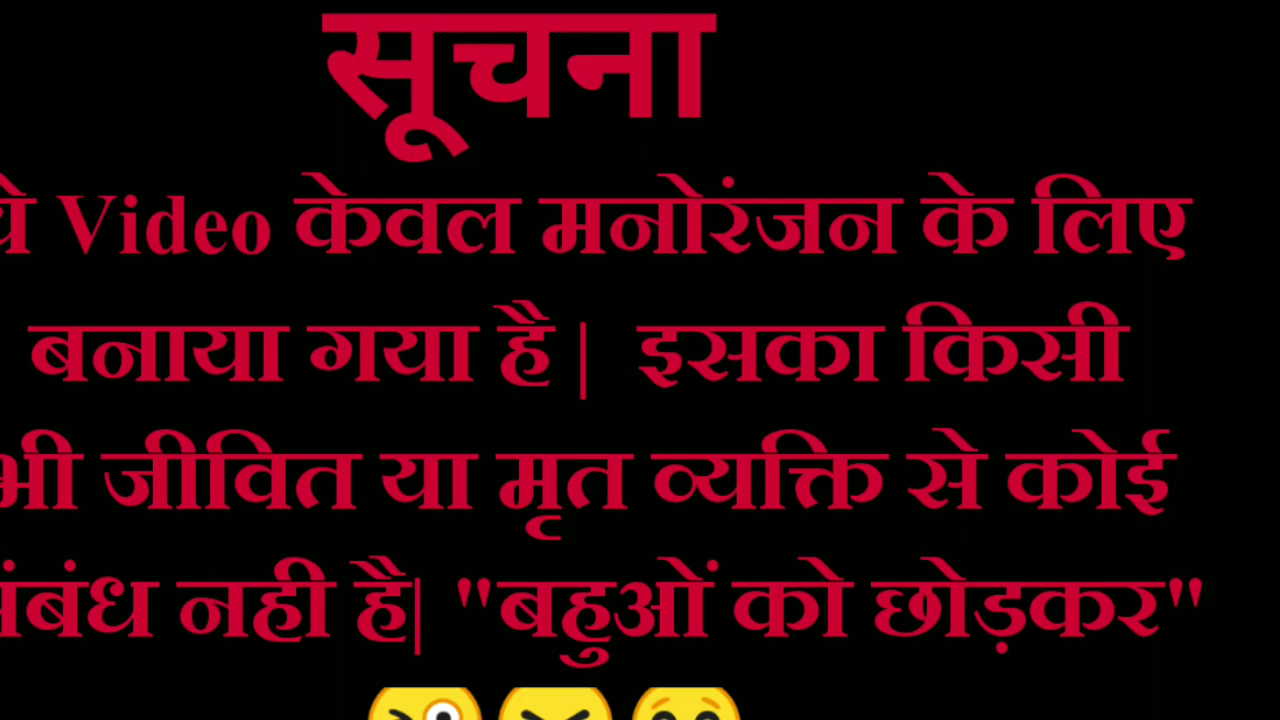 सूचना
ये Video केवल मनोरंजन के लिए
बनाया गया है | इसका किसी
भी जीवित या मृत व्यक्ति से कोई
संबंध नही है| "बहुओं को छोड़कर"